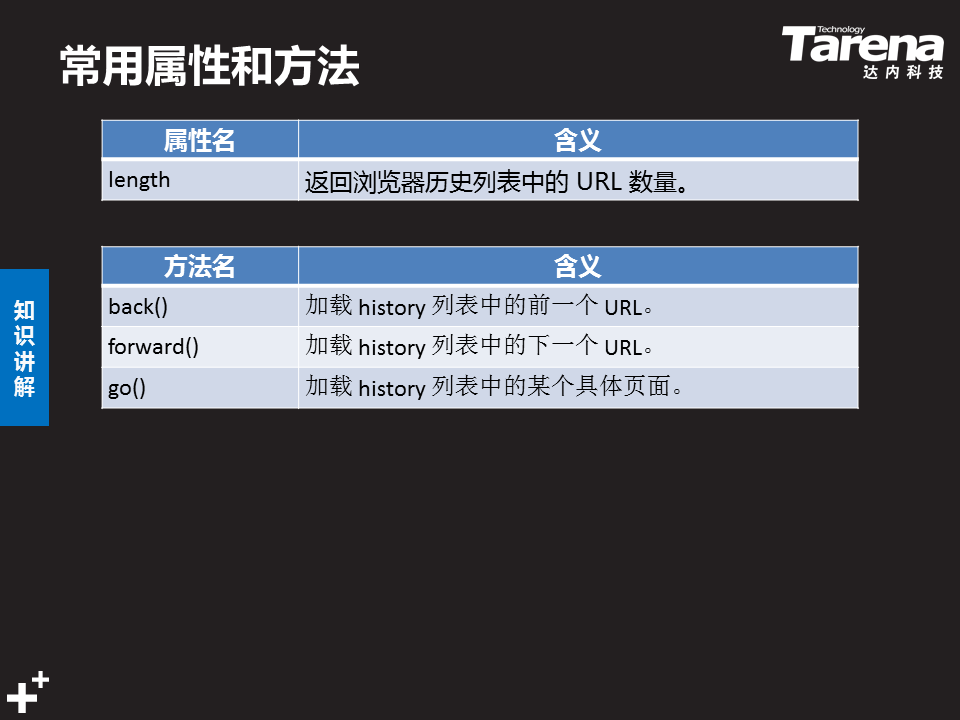 常用属性和方法
Technology
Tarena
达内科技
属性名 含义
length 返回浏览器历史列表中的 URL 数量。
方法名 含义
back() 加载 history 列表中的前一个 URL。
forward() 加载 history 列表中的下一个 URL。
go() 加载 history 列表中的某个具体页面。
知识讲解